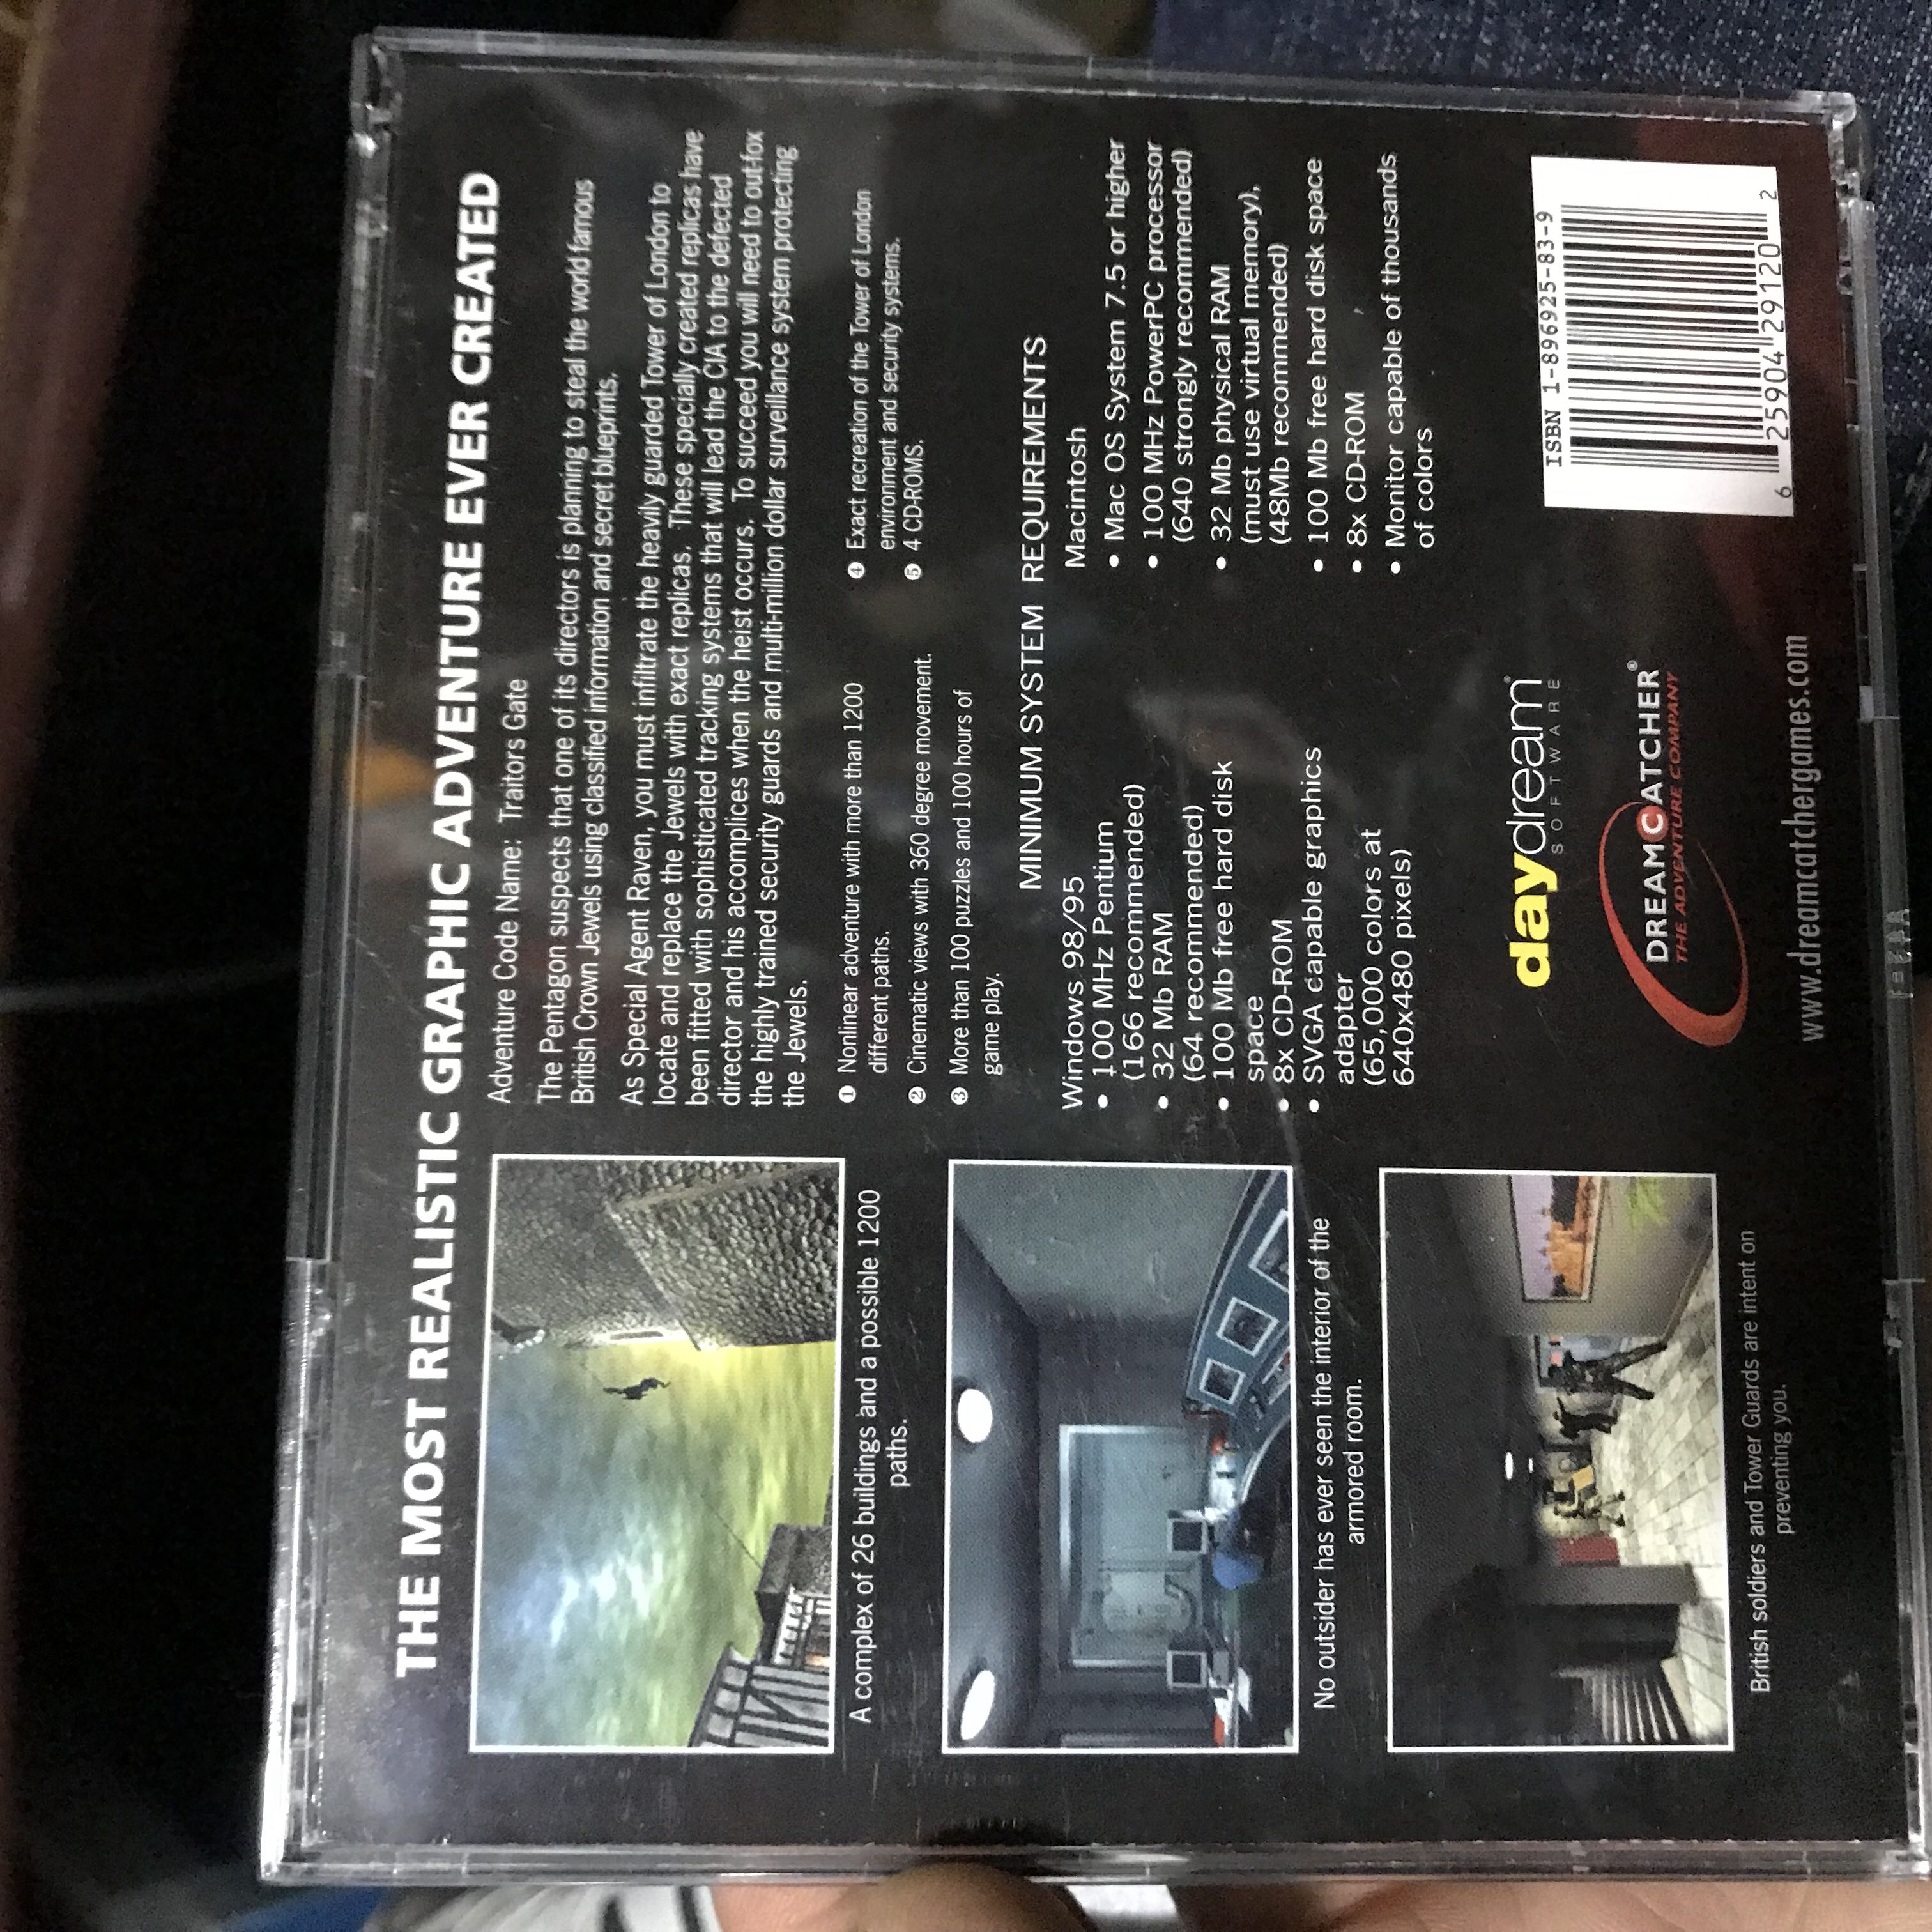 THE MOST REALISTIC GRAPHIC ADVENTURE EVER CREATED
A complex of 26 buildings and a possible 1200
paths.
No outsider has ever seen the interior of the
armored room.
British soldiers and Tower Guards are intent on
preventing you.
Adventure Code Name: Traitors Gate
The Pentagon suspects that one of its directors is planning to steal the world famous
British Crown Jewels using classified information and secret blueprints.
As Special Agent Raven, you must infiltrate the heavily guarded Tower of London to
locate and replace the Jewels with exact replicas. These specially created replicas have
been fitted with sophisticated tracking systems that will lead the CIA to the defected
director and his accomplices when the heist occurs. To succeed you will need to out-fox
the highly trained security guards and multi-million dollar surveillance system protecting
the Jewels.
❶ Nonlinear adventure with more than 1200
different paths.
❷ Cinematic views with 360 degree movement.
❸ More than 100 puzzles and 100 hours of
game play.
❹ Exact recreation of the Tower of London
environment and security systems.
❺ 4 CD-ROMS.
MINIMUM SYSTEM REQUIREMENTS
Windows 98/95
• 100 MHz Pentium
(166 recommended)
• 32 Mb RAM
(64 recommended)
• 100 Mb free hard disk
space
• 8x CD-ROM
• SVGA capable graphics
adapter
(65,000 colors at
640x480 pixels)
Macintosh
• Mac OS System 7.5 or higher
• 100 MHz PowerPC processor
(640 strongly recommended)
• 32 Mb physical RAM
(must use virtual memory),
(48Mb recommended)
• 100 Mb free hard disk space
• 8x CD-ROM
• Monitor capable of thousands
of colors
daydream
SOFTWARE
DREAMCATCHER®
THE ADVENTURE COMPANY
www.dreamcatchergames.com
ISBN 1-896925-83-9
6 25904 29120 2